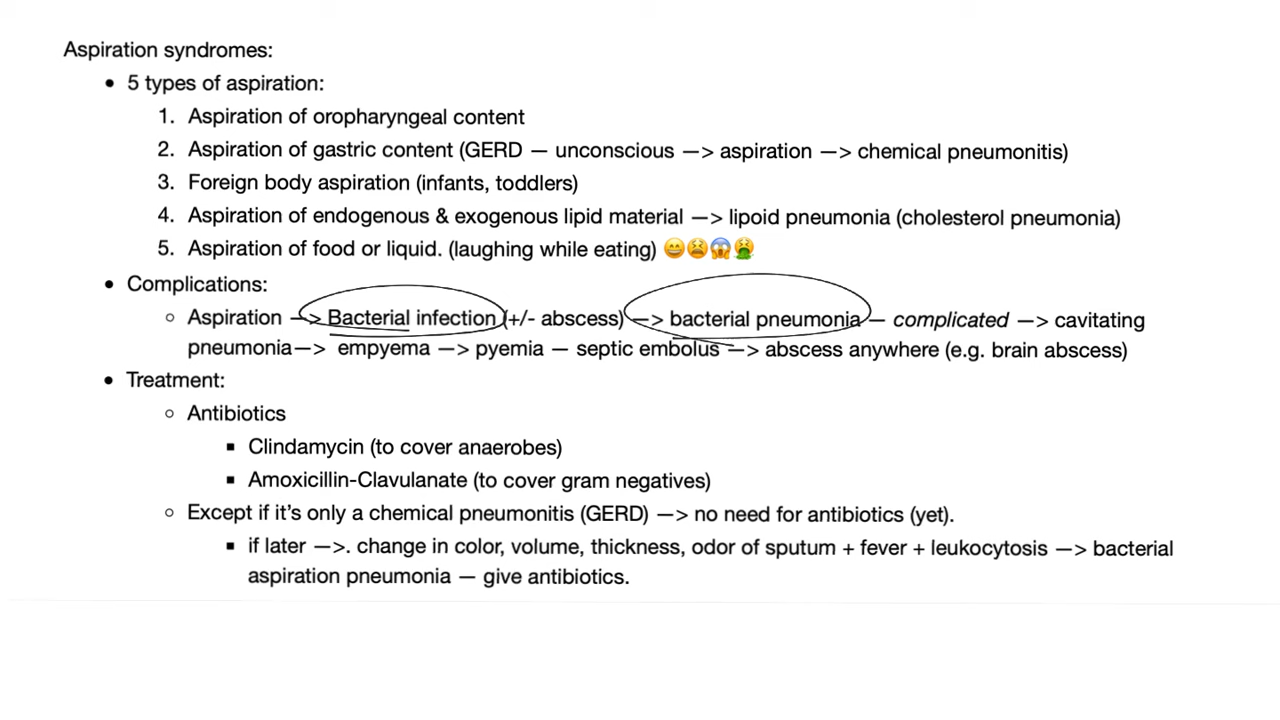 Aspiration syndromes:
• 5 types of aspiration:
1. Aspiration of oropharyngeal content
2. Aspiration of gastric content (GERD — unconscious —> aspiration —> chemical pneumonitis)
3. Foreign body aspiration (infants, toddlers)
4. Aspiration of endogenous & exogenous lipid material —> lipoid pneumonia (cholesterol pneumonia)
5. Aspiration of food or liquid. (laughing while eating) 😄😫😱🤮
• Complications:
◦ Aspiration —> Bacterial infection (+/- abscess) —> bacterial pneumonia — complicated —> cavitating
pneumonia—> empyema —> pyemia — septic embolus —> abscess anywhere (e.g. brain abscess)
• Treatment:
◦ Antibiotics
▪ Clindamycin (to cover anaerobes)
▪ Amoxicillin-Clavulanate (to cover gram negatives)
◦ Except if it’s only a chemical pneumonitis (GERD) —> no need for antibiotics (yet).
▪ if later —>. change in color, volume, thickness, odor of sputum + fever + leukocytosis —> bacterial
aspiration pneumonia — give antibiotics.